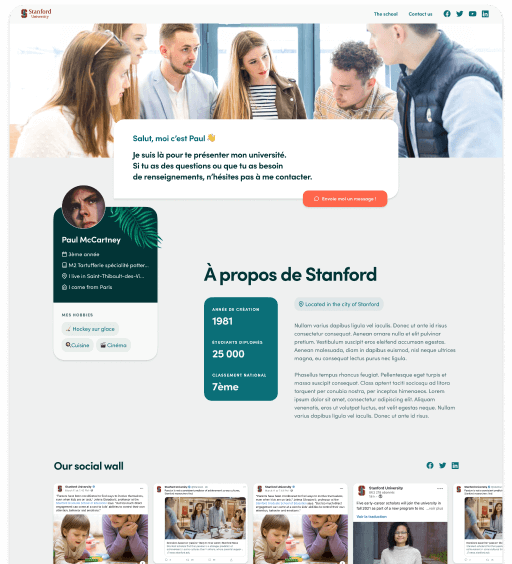 Stanford
University
The school
Contact us
Salut, moi c'est Paul 👋
Je suis là pour te présenter mon université.
Si tu as des questions ou que tu as besoin
de renseignements, n'hésites pas à me contacter.
Envoie moi un message !
Paul McCartney
3ème année
M2 Tartufferie spécialité potter...
I live in Saint-Thibault-des-Vi...
I come from Paris
MES HOBBIES
Hockey sur glace
Cuisine
Cinéma
À propos de Stanford
ANNÉE DE CRÉATION
1981
ÉTUDIANTS DIPLÔMÉS
25 000
CLASSEMENT NATIONAL
7ème
Located in the city of Stanford
Nullam varius dapibus ligula vel iaculis. Donec ut ante id risus
consectetur consequat. Aenean ornare nulla et elit pulvinar
pretium. Vestibulum suscipit eros eleifend accumsan egestas.
Aenean malesuada, diam in dapibus euismod, nisl neque ultrices
magna, eu consequat lectus purus nec ligula.
Phasellus tempus rhoncus feugiat. Pellentesque eget turpis et
massa suscipit consequat. Class aptent taciti sociosqu ad litora
torquent per conubia nostra, per inceptos himenaeos. Lorem
ipsum dolor sit amet, consectetur adipiscing elit. Aliquam
venenatis, eros ut volutpat luctus, est velit egestas neque. Nullam
varius dapibus ligula vel iaculis. Donec ut ante id risus.
Our social wall
Stanford University
Stanford University
Stanford University
Stanford University
Five early-career scholars will join the university in
fall 2021 as part of a new program to
Voir la traduction
Stanford University